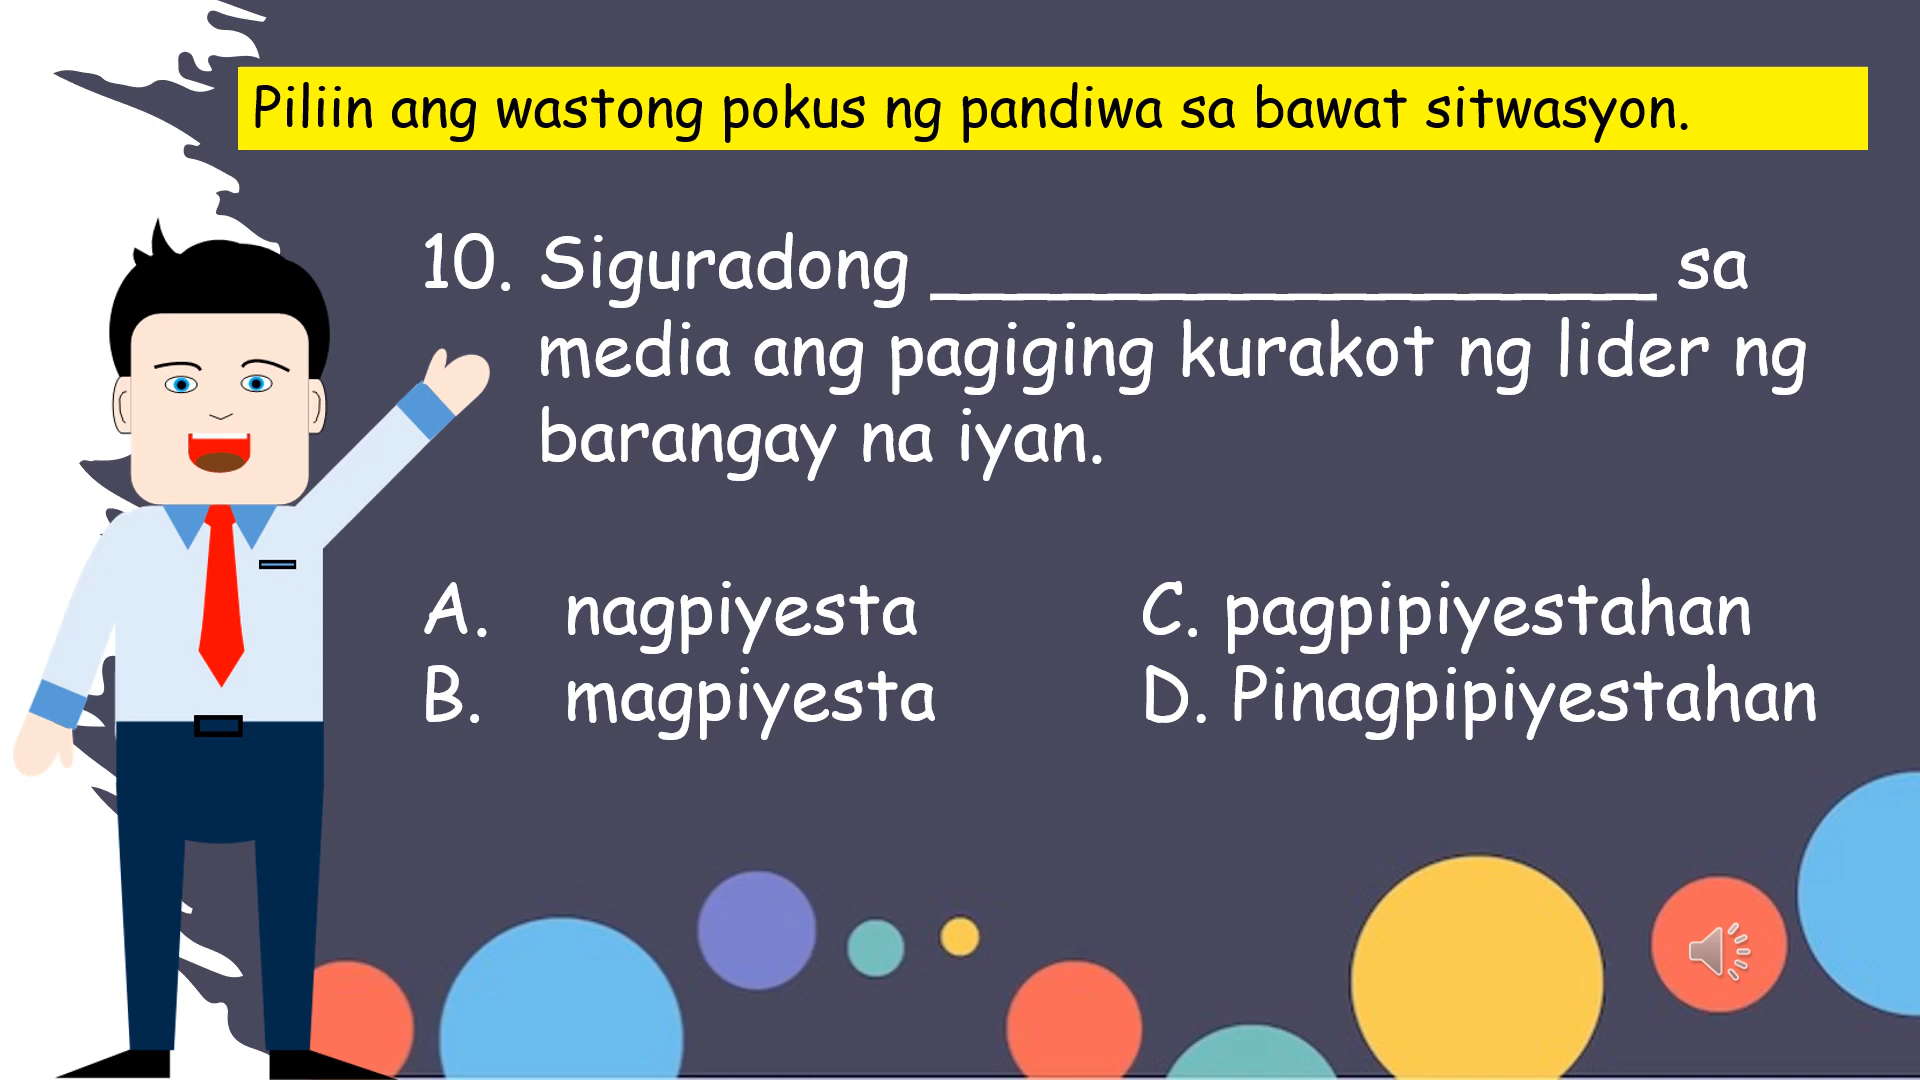 Piliin ang wastong pokus ng pandiwa sa bawat sitwasyon.
10. Siguradong ________________ sa
media ang pagiging kurakot ng lider ng
barangay na iyan.
A. nagpiyesta C. pagpipiyestahan
B. magpiyesta D. Pinagpipiyestahan